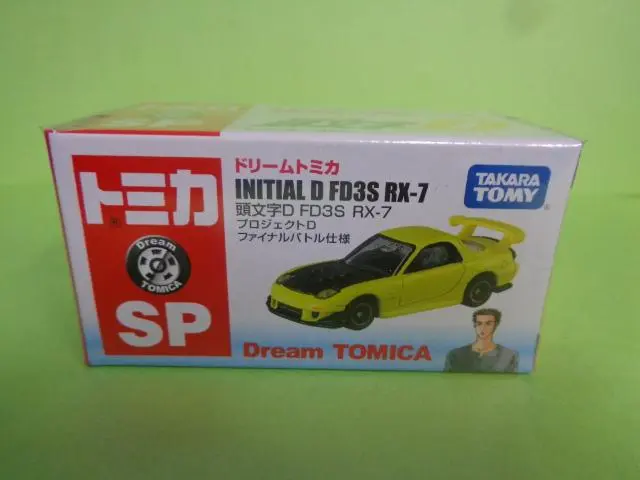 トミカ
Dream
TOMICA
SP
ドリームトミカ
INITIAL D FD3S RX-7
頭文字D FD3S RX-7
プロジェクトD
ファイナルバトル仕様
Dream TOMICA
TAKARA
TOMY